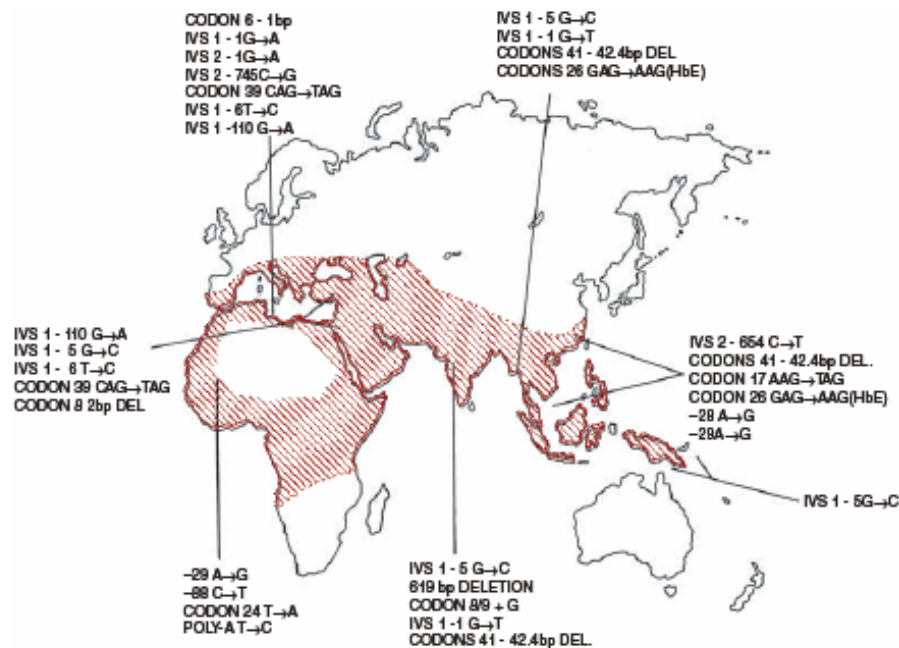 CODON 6 - 1bp
IVS 1 - 1G→A
IVS 2 - 1G→A
IVS 2 - 745C→G
CODON 39 CAG→TAG
IVS 1 - 6T→C
IVS 1 -110 G→A
IVS 1 - 5 G→C
IVS 1 - 1 G→T
CODONS 41 - 42.4bp DEL
CODONS 26 GAG→AAG(HbE)
IVS 1 - 110 G→A
IVS 1 - 5 G→C
IVS 1 - 6 T→C
CODON 39 CAG→TAG
CODON 8 2bp DEL
IVS 2 - 654 C→T
CODONS 41 - 42.4bp DEL.
CODON 17 AAG→TAG
CODON 26 GAG→AAG(HbE)
–28 A→G
–29A→G
IVS 1 - 5G→C
–29 A→G
–88 C→T
CODON 24 T→A
POLY-A T→C
IVS 1 - 5 G→C
619 bp DELETION
CODON 8/9 + G
IVS 1 -1 G→T
CODONS 41 - 42.4bp DEL.